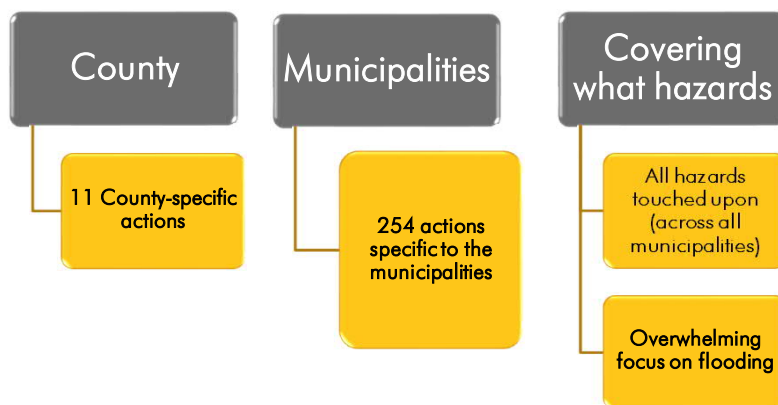 County
11 County-specific
actions
Municipalities
254 actions
specific to the
municipalities
Covering
what hazards
All hazards
touched upon
(across all
municipalities)
Overwhelming
focus on flooding